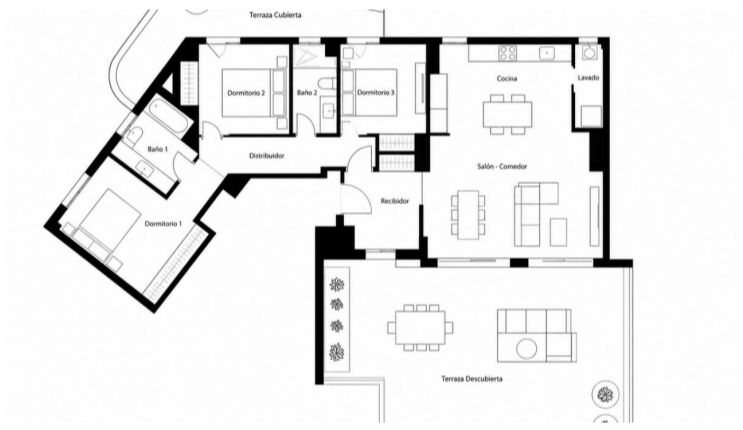 Terraza Cubierta
Dormitorio 2
Baño 2
Dormitorio 3
Cocina
Lavado
Baño 1
Distribuidor
Salón - Comedor
Dormitorio 1
Recibidor
Terraza Descubierta